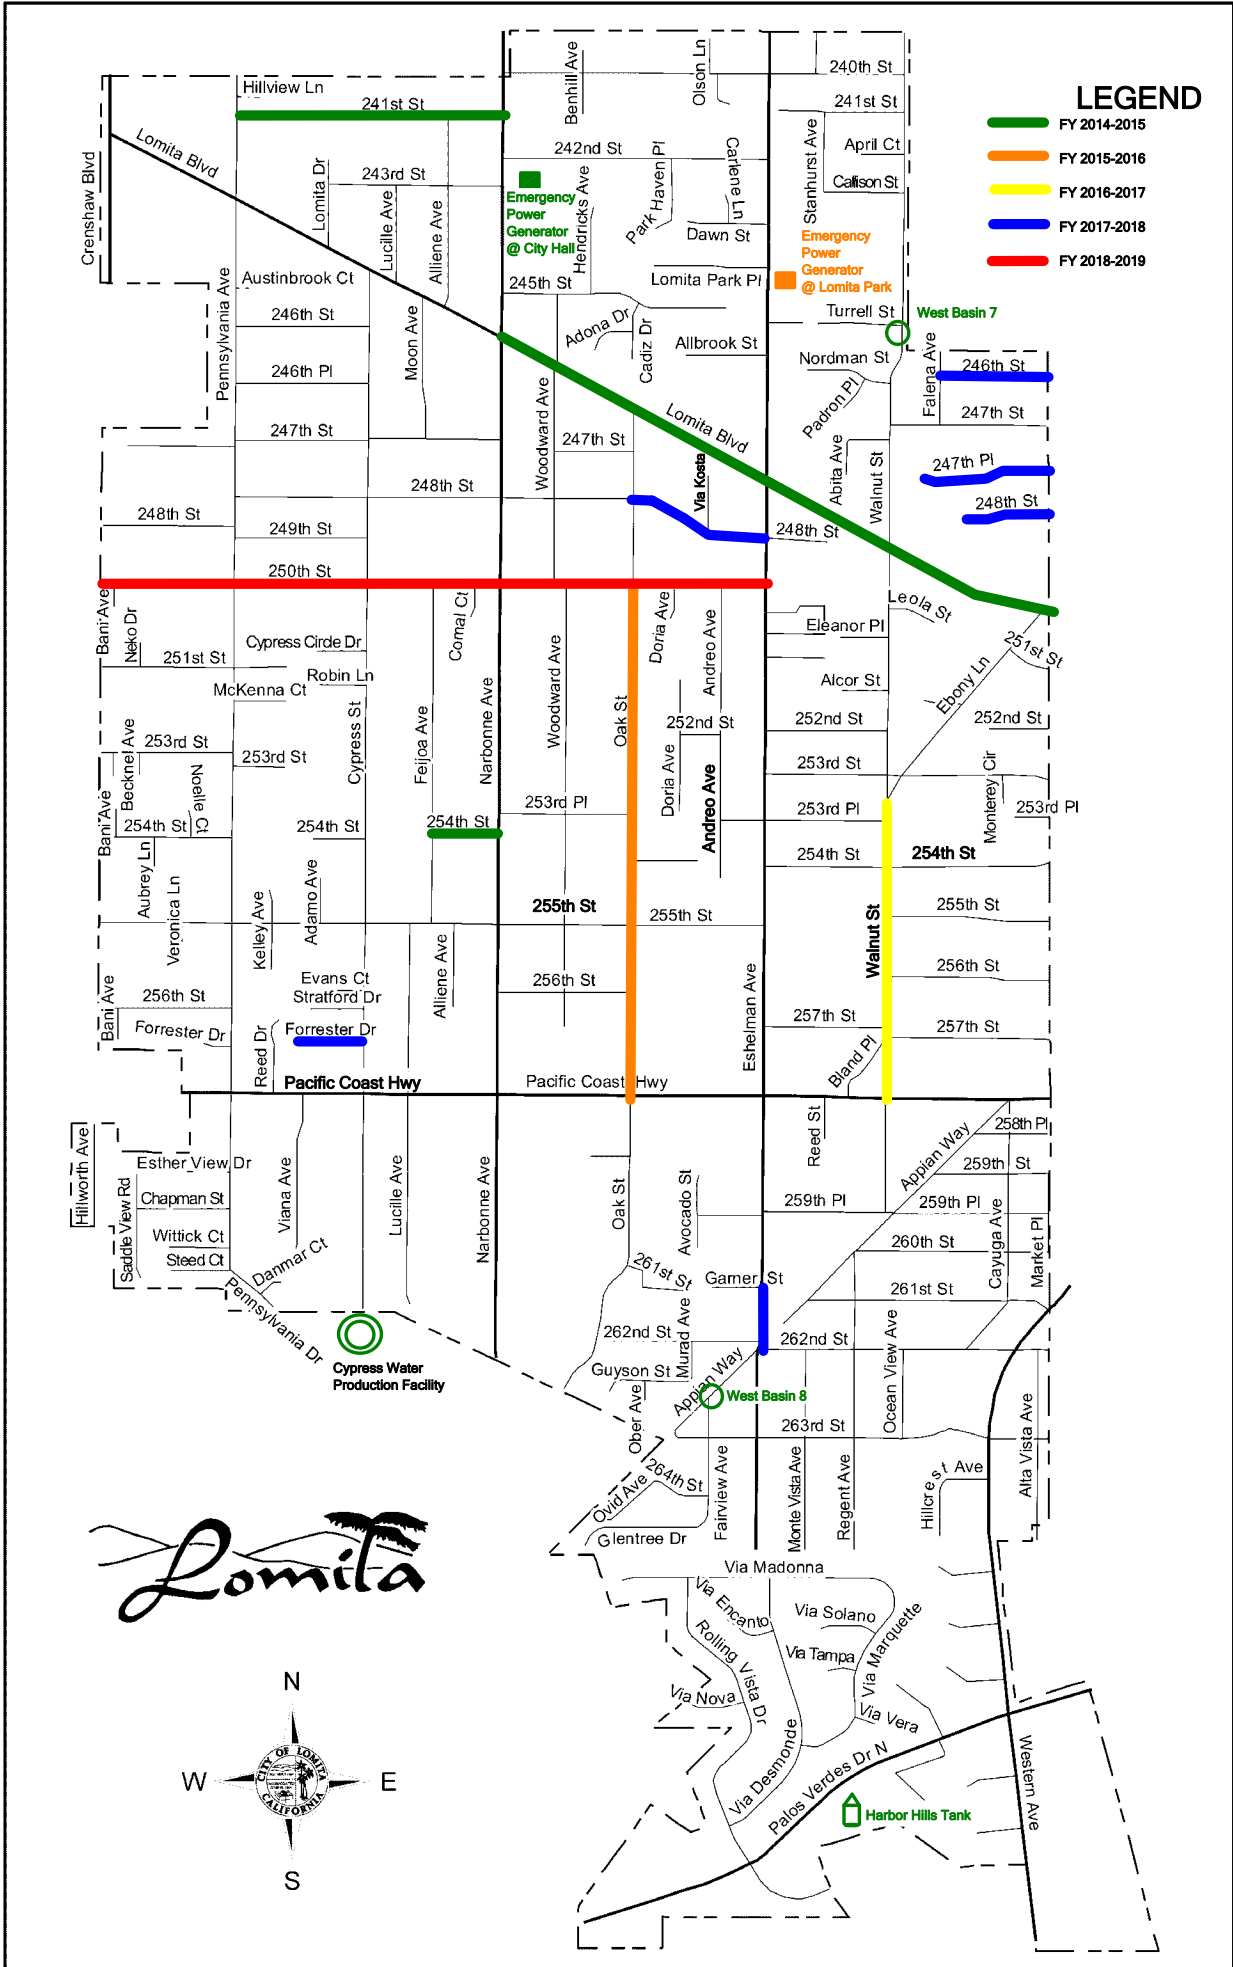 LEGEND
FY 2014-2015
FY 2015-2016
FY 2016-2017
FY 2017-2018
FY 2018-2019
Hillview Ln
241st St
Benhill Ave
Olson Ln
240th St
241st St
Lomita Blvd
Crenshaw Blvd
Lomita Dr
243rd St
Lucille Ave
Alliene Ave
242nd St
Emergency
Power
Generator
@ City Hall
Hendricks Ave
Park Haven Pl
Carlene Ln
Dawn St
Stanhurst Ave
April Ct
Callison St
Emergency
Power
Generator
@ Lomita Park
Pennsylvania Ave
Austinbrook Ct
245th St
Lomita Park Pl
246th St
Moon Ave
Adona Dr
Cadiz Dr
Allbrook St
Turrell St
West Basin 7
Nordman St
Falena Ave
246th St
246th Pl
Woodward Ave
Lomita Blvd
Padron Pl
247th St
247th St
247th St
Via Kosta
Abita Ave
Walnut St
247th Pl
248th St
248th St
248th St
248th St
249th St
250th St
Bani Ave
Neko Dr
Comal Ct
Doria Ave
Andreo Ave
Leola St
Eleanor Pl
251st St
Cypress Circle Dr
251st St
McKenna Ct
Robin Ln
Alcor St
Ebony Ln
Cypress St
Feijoa Ave
Narbonne Ave
Woodward Ave
Oak St
252nd St
252nd St
252nd St
253rd St
253rd St
253rd St
Becknel Ave
Noelle Ct
Bani Ave
Doria Ave
Andreo Ave
Monterey Cir
253rd Pl
253rd Pl
253rd Pl
254th St
254th St
254th St
254th St
254th St
Aubrey Ln
Veronica Ln
Kelley Ave
Adamo Ave
255th St
255th St
255th St
Walnut St
Bani Ave
256th St
Evans Ct
Stratford Dr
Alliene Ave
256th St
Eshelman Ave
256th St
Forrester Dr
Reed Dr
Forrester Dr
257th St
257th St
Bland Pl
Pacific Coast Hwy
Pacific Coast Hwy
Hillworth Ave
Esther View Dr
Saddle View Rd
Chapman St
Wittick Ct
Steed Ct
Viana Ave
Lucille Ave
Narbonne Ave
Oak St
Avocado St
Reed St
258th Pl
Appian Way
259th St
259th Pl
259th Pl
260th St
Cayuga Ave
Market Pl
Danmar Ct
Pennsylvania Dr
261st St
Garner St
261st St
Cypress Water
Production Facility
262nd St
Murad Ave
262nd St
Guyson St
Appian Way
West Basin 8
Ocean View Ave
Ober Ave
263rd St
264th St
Ovid Ave
Glentree Dr
Fairview Ave
Monte Vista Ave
Regent Ave
Hillcrest Ave
Alta Vista Ave
Lomita
Via Madonna
Via Encanto
Via Solano
Rolling Vista Dr
Via Tampa
Via Marquette
Via Nova
Via Vera
Via Desmonde
Palos Verdes Dr N
Western Ave
Harbor Hills Tank
N
W
E
S
CITY OF LOMITA
CALIFORNIA